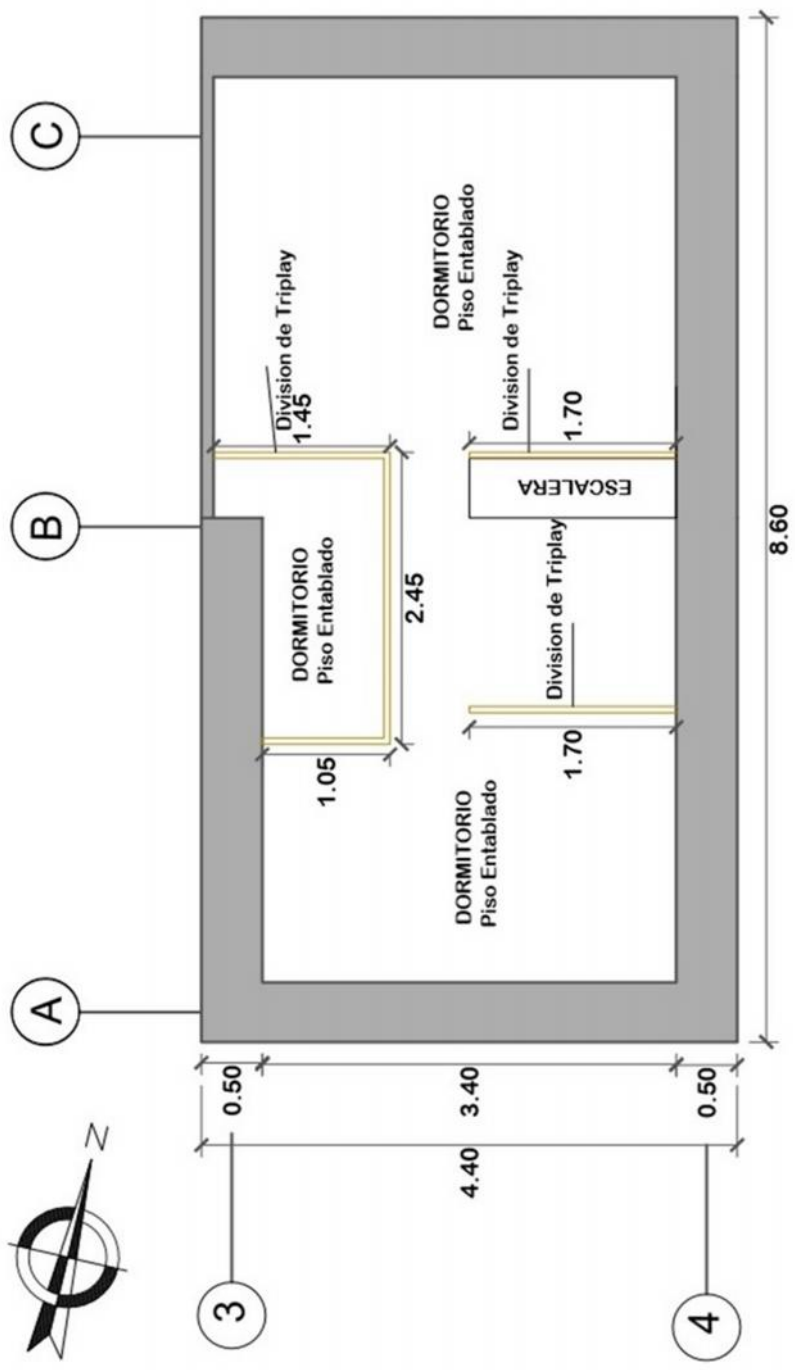 C
B
A
Division de Triplay
1.45
DORMITORIO
Piso Entablado
Division de Triplay
1.70
ESCALERA
DORMITORIO
Piso Entablado
2.45
Division de Triplay
1.05
1.70
DORMITORIO
Piso Entablado
8.60
0.50
3.40
0.50
4.40
N
3
4